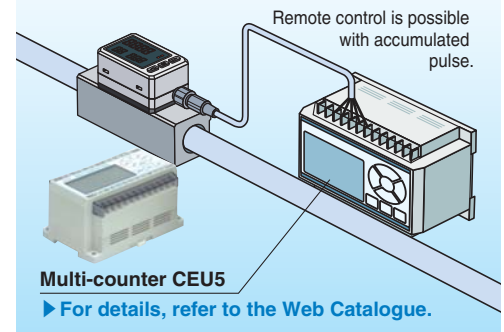 Remote control is possible
with accumulated
pulse.
Multi-counter CEU5
▶For details, refer to the Web Catalogue.